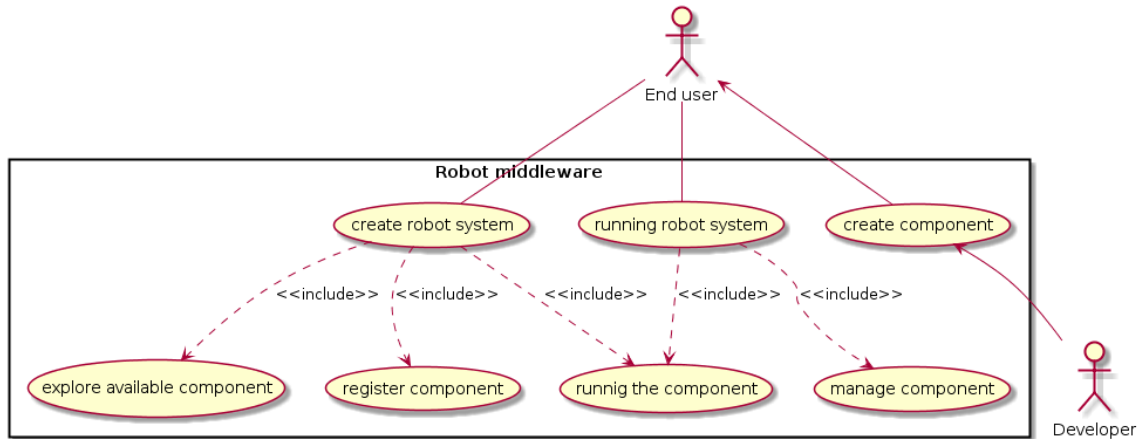 End user
Robot middleware
create robot system
running robot system
create component
<<include>>
<<include>>
<<include>>
<<include>>
<<include>>
explore available component
register component
runnig the component
manage component
Developer